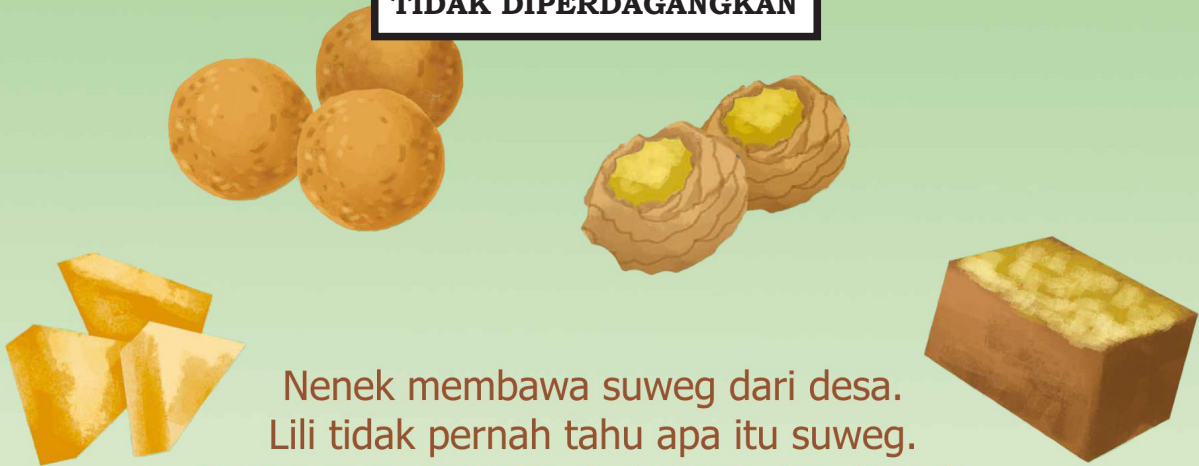 TIDAK DIPERDAGANGKAN
Nenek membawa suweg dari desa.
Lili tidak pernah tahu apa itu suweg.